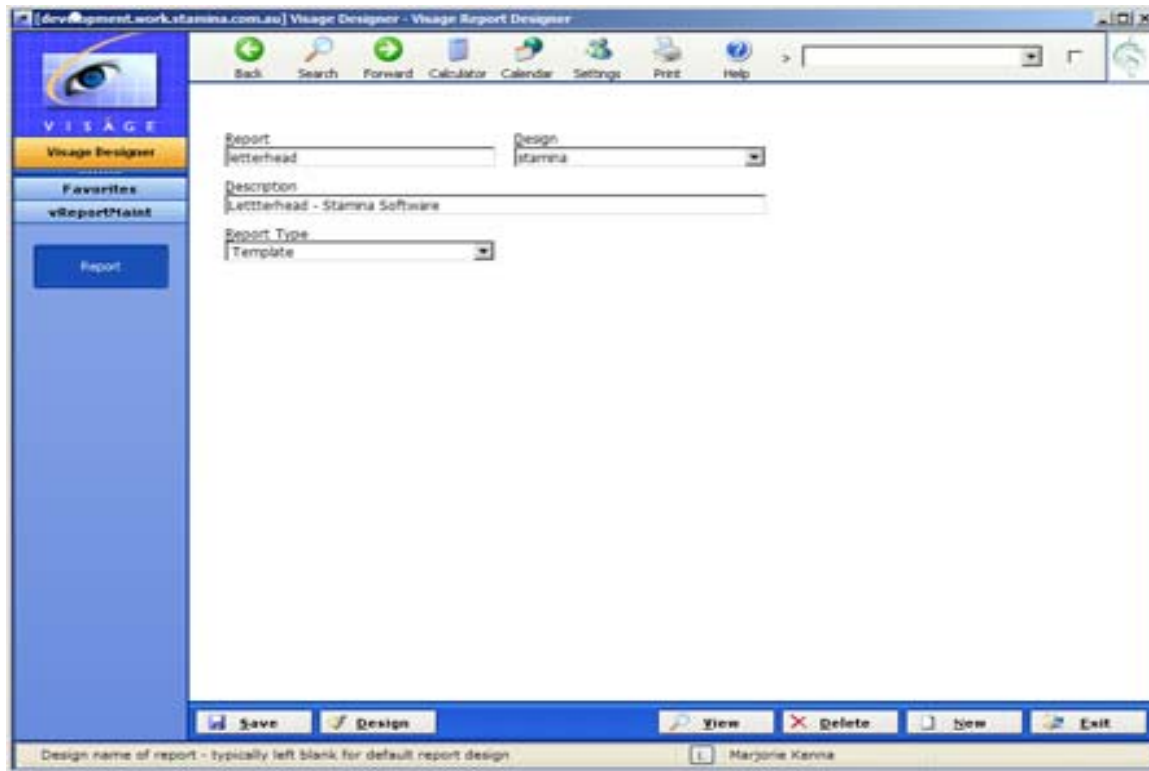 [development.work.stamina.com.au] Visage Designer - Visage Report Designer
Back Search Forward Calculator Calendar Settings Print Help >
VISÅGE
Visage Designer
Favorites
vReportMaint
Report
Report Design
letterhead stamina
Description
Lettterhead - Stamina Software
Report Type
Template
Save Design View Delete New Exit
Design name of report - typically left blank for default report design Marjorie Kenna